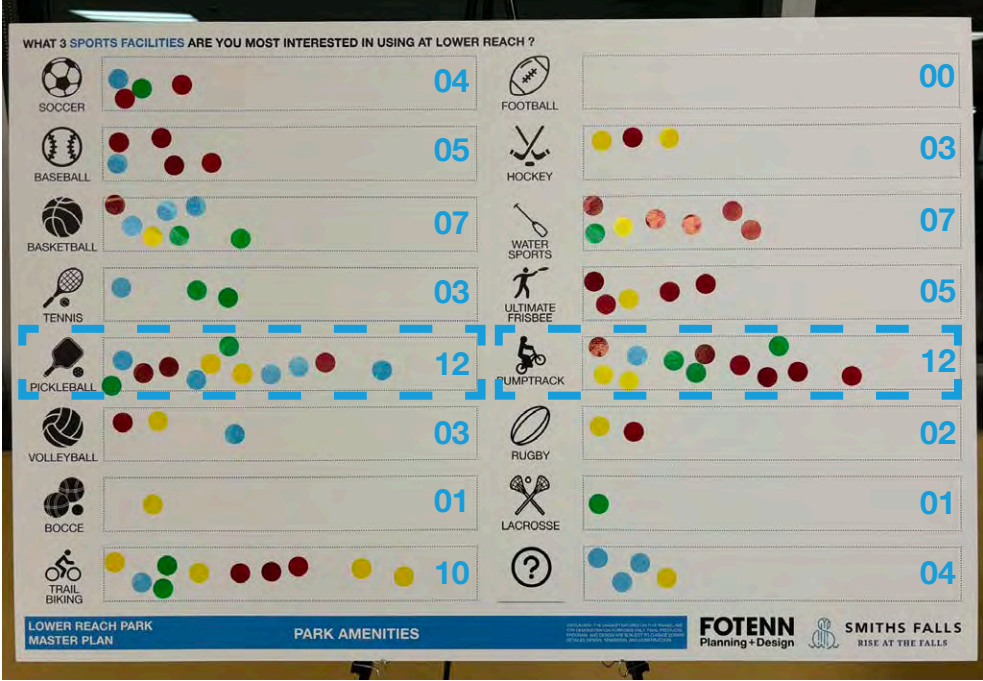 WHAT 3 SPORTS FACILITIES ARE YOU MOST INTERESTED IN USING AT LOWER REACH ?
SOCCER
04
BASEBALL
05
BASKETBALL
07
TENNIS
03
PICKLEBALL
12
VOLLEYBALL
03
BOCCE
01
TRAIL
BIKING
10
FOOTBALL
00
HOCKEY
03
WATER
SPORTS
07
ULTIMATE
FRISBEE
05
PUMPTRACK
12
RUGBY
02
LACROSSE
01
?
04
LOWER REACH PARK
MASTER PLAN
PARK AMENITIES
FOTENN
Planning + Design
SMITHS FALLS
RISE AT THE FALLS